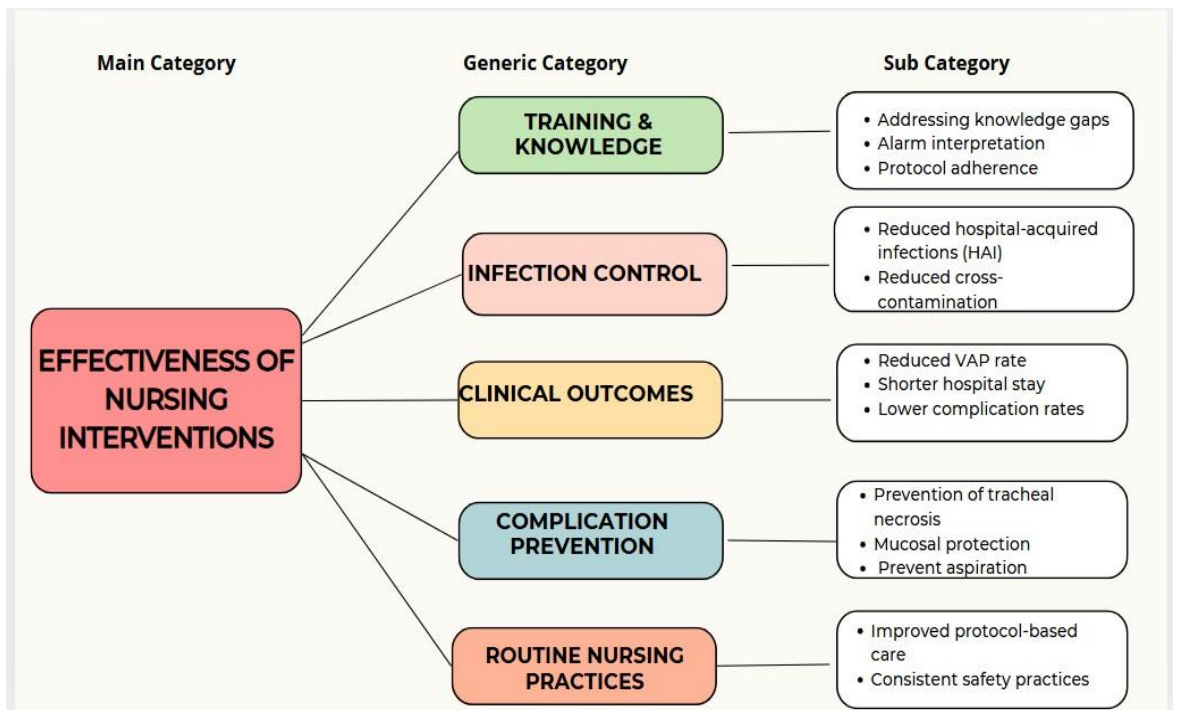 Main Category
Generic Category
Sub Category
TRAINING &
KNOWLEDGE
• Addressing knowledge gaps
• Alarm interpretation
• Protocol adherence
INFECTION CONTROL
• Reduced hospital-acquired
infections (HAI)
• Reduced cross-
contamination
EFFECTIVENESS OF
NURSING
INTERVENTIONS
CLINICAL OUTCOMES
• Reduced VAP rate
• Shorter hospital stay
• Lower complication rates
COMPLICATION
PREVENTION
• Prevention of tracheal
necrosis
• Mucosal protection
• Prevent aspiration
ROUTINE NURSING
PRACTICES
• Improved protocol-based
care
• Consistent safety practices